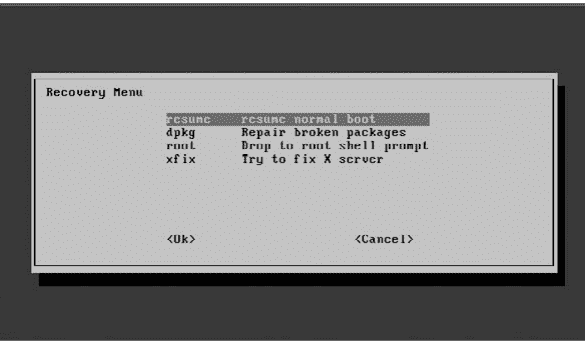 Recovery Menu
resume resume normal boot
dpkg Repair broken packages
root Drop to root shell prompt
xfix Try to fix X server
<Ok> <Cancel>